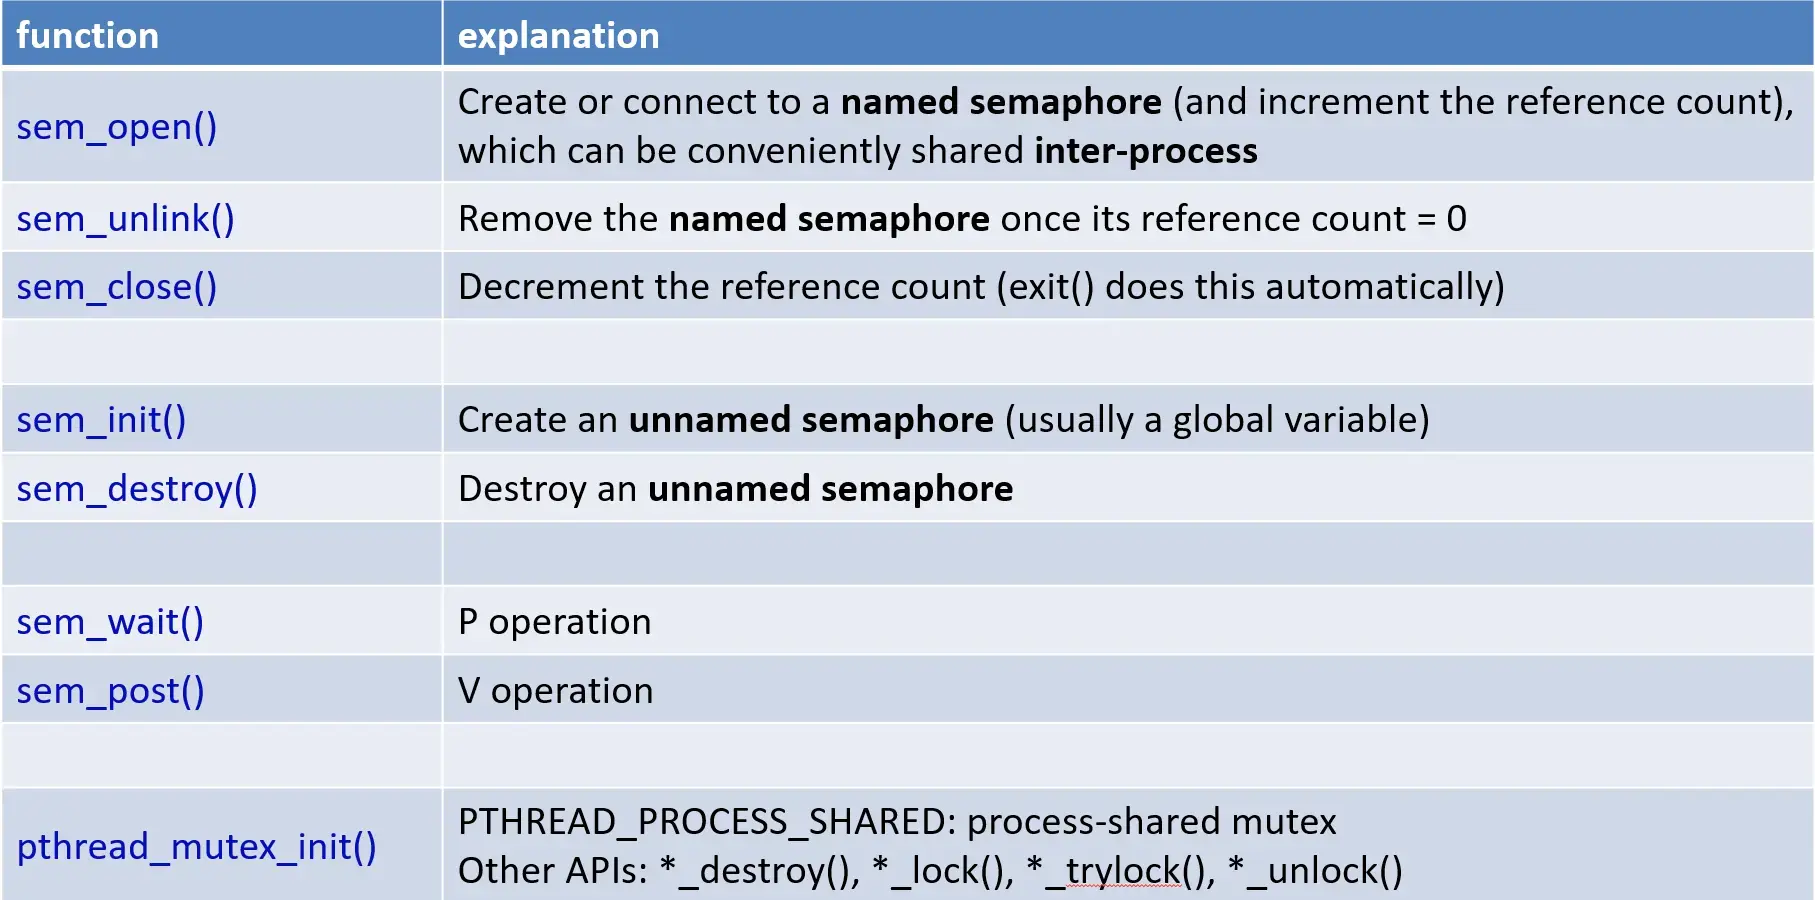 function explanation
sem_open() Create or connect to a named semaphore (and increment the reference count),
which can be conveniently shared inter-process
sem_unlink() Remove the named semaphore once its reference count = 0
sem_close() Decrement the reference count (exit() does this automatically)
sem_init() Create an unnamed semaphore (usually a global variable)
sem_destroy() Destroy an unnamed semaphore
sem_wait() P operation
sem_post() V operation
pthread_mutex_init() PTHREAD_PROCESS_SHARED: process-shared mutex
Other APIs: *_destroy(), *_lock(), *_trylock(), *_unlock()